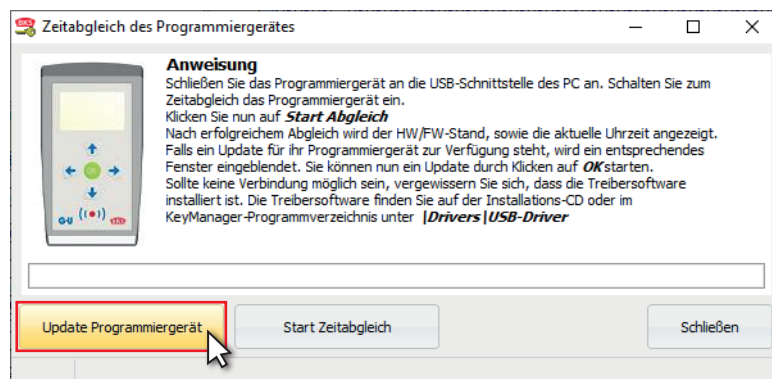 Zeitabgleich des Programmiergerätes
Anweisung
Schließen Sie das Programmiergerät an die USB-Schnittstelle des PC an. Schalten Sie zum
Zeitabgleich das Programmiergerät ein.
Klicken Sie nun auf Start Abgleich
Nach erfolgreichem Abgleich wird der HW/FW-Stand, sowie die aktuelle Uhrzeit angezeigt.
Falls ein Update für ihr Programmiergerät zur Verfügung steht, wird ein entsprechendes
Fenster eingeblendet. Sie können nun ein Update durch Klicken auf OK starten.
Sollte keine Verbindung möglich sein, vergewissern Sie sich, dass die Treibersoftware
installiert ist. Die Treibersoftware finden Sie auf der Installations-CD oder im
KeyManager-Programmverzeichnis unter |Drivers|USB-Driver
OK
G-U BKS
Update Programmiergerät
Start Zeitabgleich
Schließen